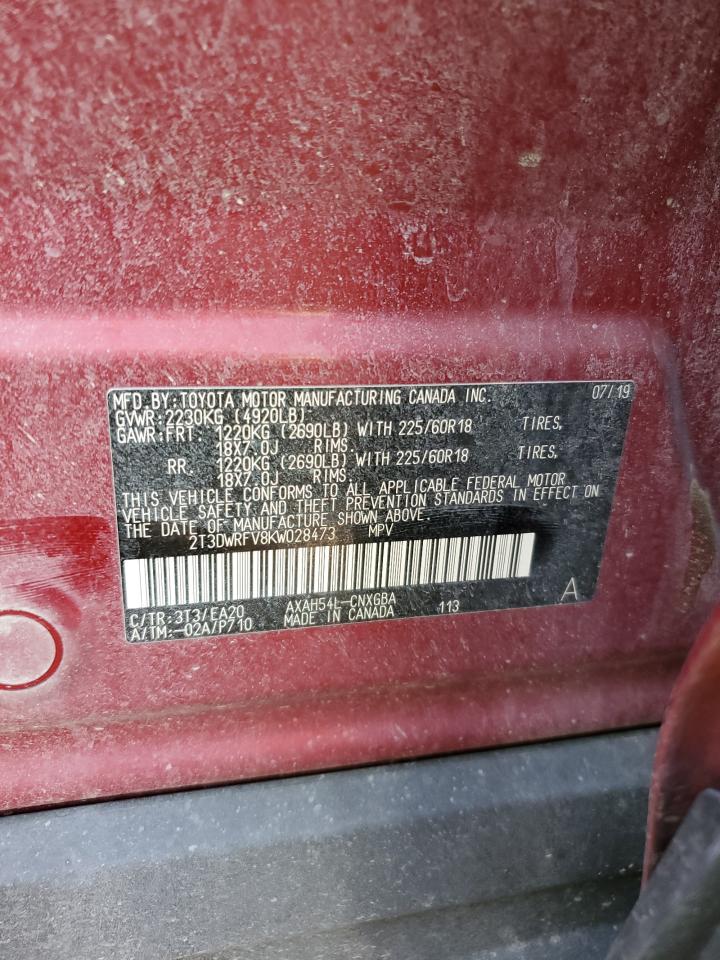 MFD.BY:TOYOTA MOTOR MANUFACTURING CANADA INC. 07/19
GVWR:2230KG (4920LB)
GAWR:FRT: 1220KG (2690LB) WITH 225/60R18 TIRES,
18X7.0J RIMS.
RR. 1220KG (2690LB) WITH 225/60R18 TIRES,
18X7.0J RIMS.
THIS VEHICLE CONFORMS TO ALL APPLICABLE FEDERAL MOTOR
VEHICLE SAFETY AND THEFT PREVENTION STANDARDS IN EFFECT ON
THE DATE OF MANUFACTURE SHOWN ABOVE.
2T3DWRFV8KW028473 MPV
C/TR:3T3/EA20 AXAH54L-CNXGBA 113 A
A/TM:-02A/P710 MADE IN CANADA